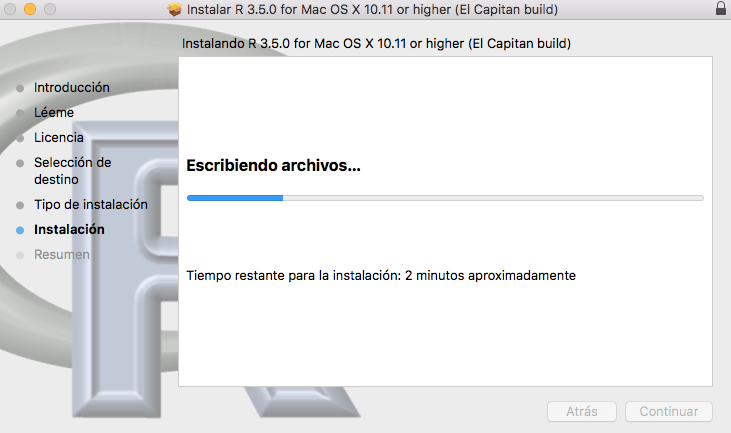 Instalar R 3.5.0 for Mac OS X 10.11 or higher (El Capitan build)
Instalando R 3.5.0 for Mac OS X 10.11 or higher (El Capitan build)
Introducción
Léeme
Licencia
Selección de
destino
Tipo de instalación
Instalación
Resumen
Escribiendo archivos...
Tiempo restante para la instalación: 2 minutos aproximadamente
Atrás
Continuar